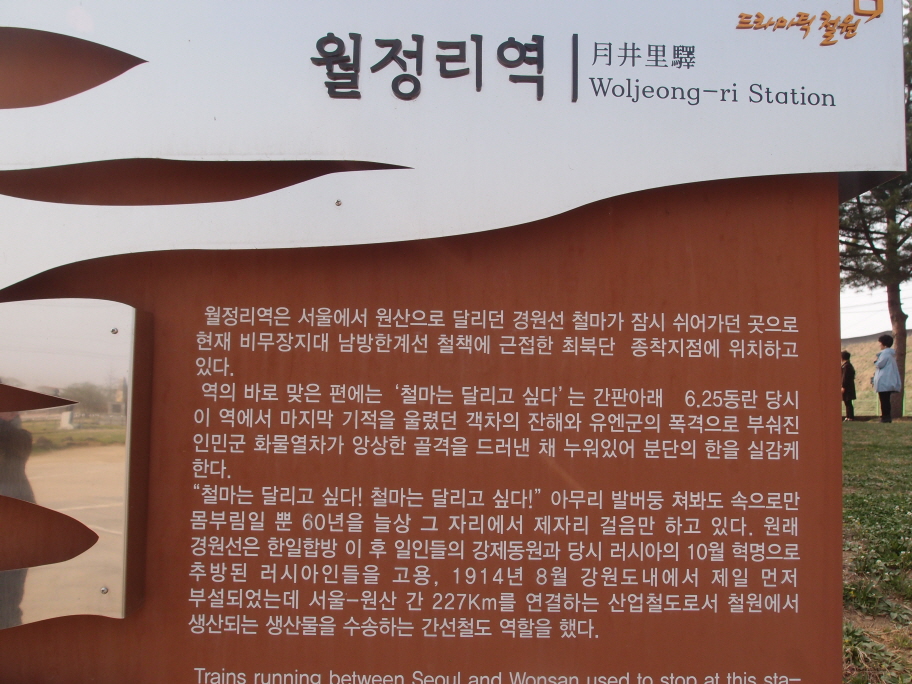 드라마틱 철원
월정리역
月井里驛
Woljeong-ri Station
월정리역은 서울에서 원산으로 달리던 경원선 철마가 잠시 쉬어가던 곳으로
현재 비무장지대 남방한계선 철책에 근접한 최북단 종착지점에 위치하고
있다.
역의 바로 맞은 편에는 ‘철마는 달리고 싶다’는 간판아래 6.25동란 당시
이 역에서 마지막 기적을 울렸던 객차의 잔해와 유엔군의 폭격으로 부숴진
인민군 화물열차가 앙상한 골격을 드러낸 채 누워있어 분단의 한을 실감케
한다.
“철마는 달리고 싶다! 철마는 달리고 싶다!” 아무리 발버둥 쳐봐도 속으로만
몸부림일 뿐 60년을 늘상 그 자리에서 제자리 걸음만 하고 있다. 원래
경원선은 한일합방 이 후 일인들의 강제동원과 당시 러시아의 10월 혁명으로
추방된 러시아인들을 고용, 1914년 8월 강원도내에서 제일 먼저
부설되었는데 서울-원산 간 227Km를 연결하는 산업철도로서 철원에서
생산되는 생산물을 수송하는 간선철도 역할을 했다.
Trains running between Seoul and Wonsan used to stop at this sta-